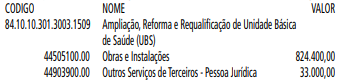 CODIGO NOME VALOR
84.10.10.301.3003.1509 Ampliação, Reforma e Requalificação de Unidade Básica
de Saúde (UBS)
44505100.00 Obras e Instalações 824.400,00
44903900.00 Outros Serviços de Terceiros - Pessoa Jurídica 33.000,00